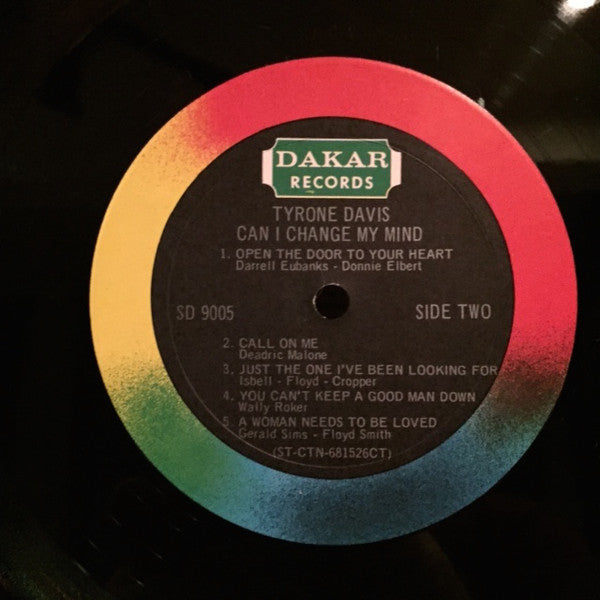 DAKAR
RECORDS
TYRONE DAVIS
CAN I CHANGE MY MIND
1. OPEN THE DOOR TO YOUR HEART
Darrell Eubanks - Donnie Elbert
SD 9005
SIDE TWO
2. CALL ON ME
Deadric Malone
3. JUST THE ONE I'VE BEEN LOOKING FOR
Isbell - Floyd - Cropper
4. YOU CAN'T KEEP A GOOD MAN DOWN
Wally Roker
5. A WOMAN NEEDS TO BE LOVED
Gerald Sims - Floyd Smith
(ST-CTN-681526CT)